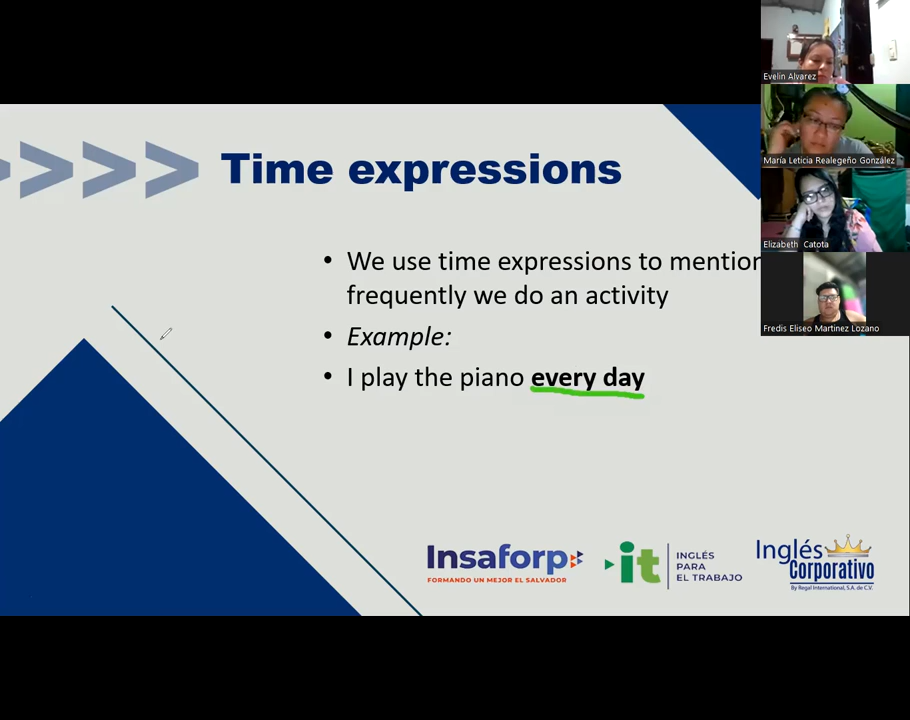 Time expressions
• We use time expressions to mention
frequently we do an activity
• Example:
• I play the piano every day
Evelin Alvarez
María Leticia Realegeño González
Elizabeth Catota
Fredis Eliseo Martinez Lozano
Insaforp
FORMANDO UN MEJOR EL SALVADOR
it
INGLÉS
PARA
EL TRABAJO
Inglés
Corporativo
By Regal International, S.A. de C.V.